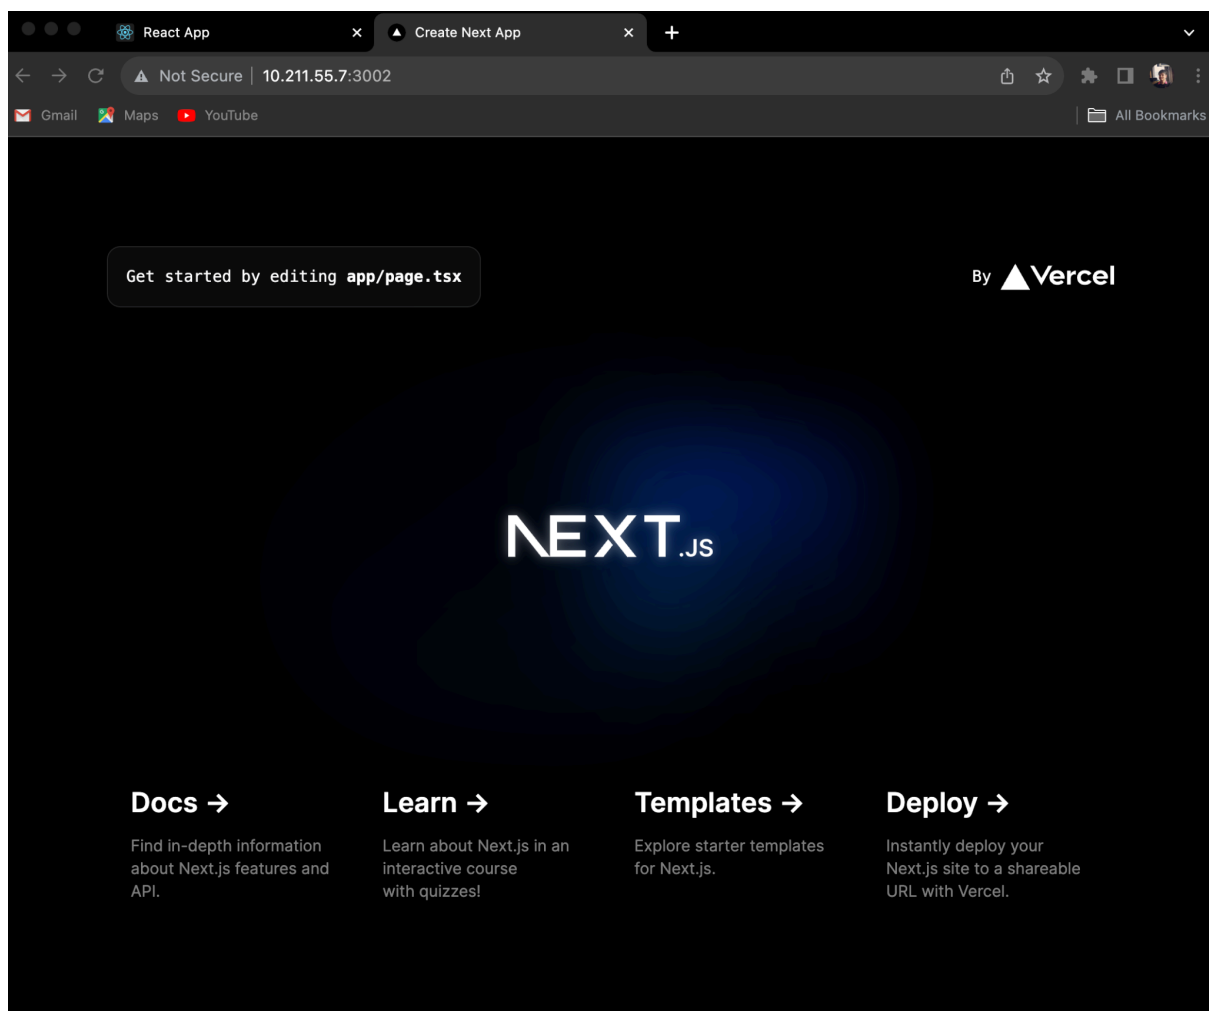 React App
Create Next App
Not Secure
10.211.55.7:3002
Gmail
Maps
YouTube
All Bookmarks
Get started by editing app/page.tsx
By Vercel
NEXT.JS
Docs ->
Find in-depth information
about Next.js features and
API.
Learn ->
Learn about Next.js in an
interactive course
with quizzes!
Templates ->
Explore starter templates
for Next.js.
Deploy ->
Instantly deploy your
Next.js site to a shareable
URL with Vercel.